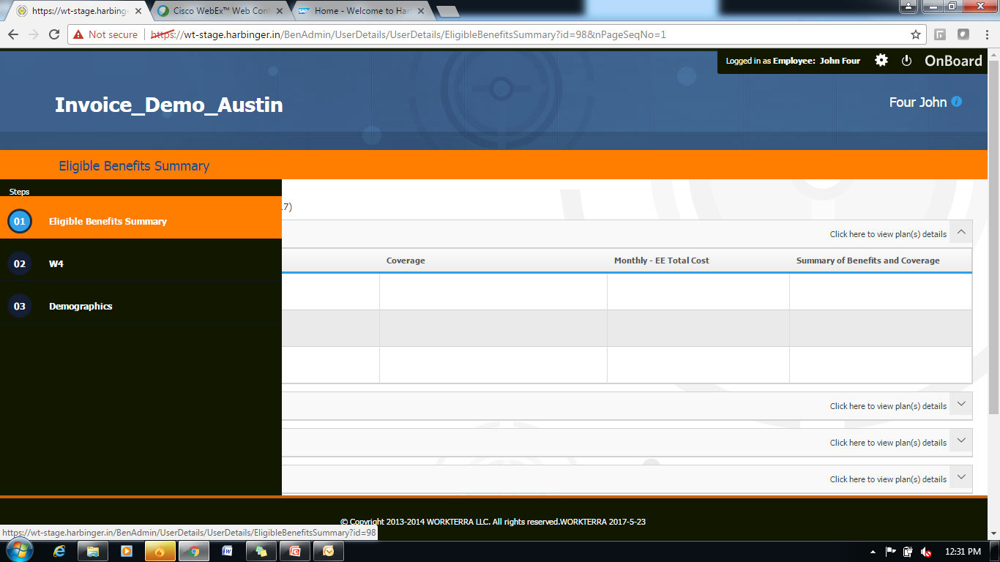 https://wt-stage.harbinge
Cisco WebEx™ Web Conf
Home - Welcome to Har
Not secure
https://wt-stage.harbinger.in/BenAdmin/UserDetails/UserDetails/EligibleBenefitsSummary?id=98&nPageSeqNo=1
Logged in as Employee: John Four
OnBoard
Invoice_Demo_Austin
Four John
Eligible Benefits Summary
Steps
01 Eligible Benefits Summary
02 W4
03 Demographics
.7)
Click here to view plan(s) details
Coverage
Monthly - EE Total Cost
Summary of Benefits and Coverage
Click here to view plan(s) details
Click here to view plan(s) details
Click here to view plan(s) details
© Copyright 2013-2014 WORKTERRA LLC. All rights reserved.WORKTERRA 2017-5-23
https://wt-stage.harbinger.in/BenAdmin/UserDetails/UserDetails/EligibleBenefitsSummary?id=98
12:31 PM